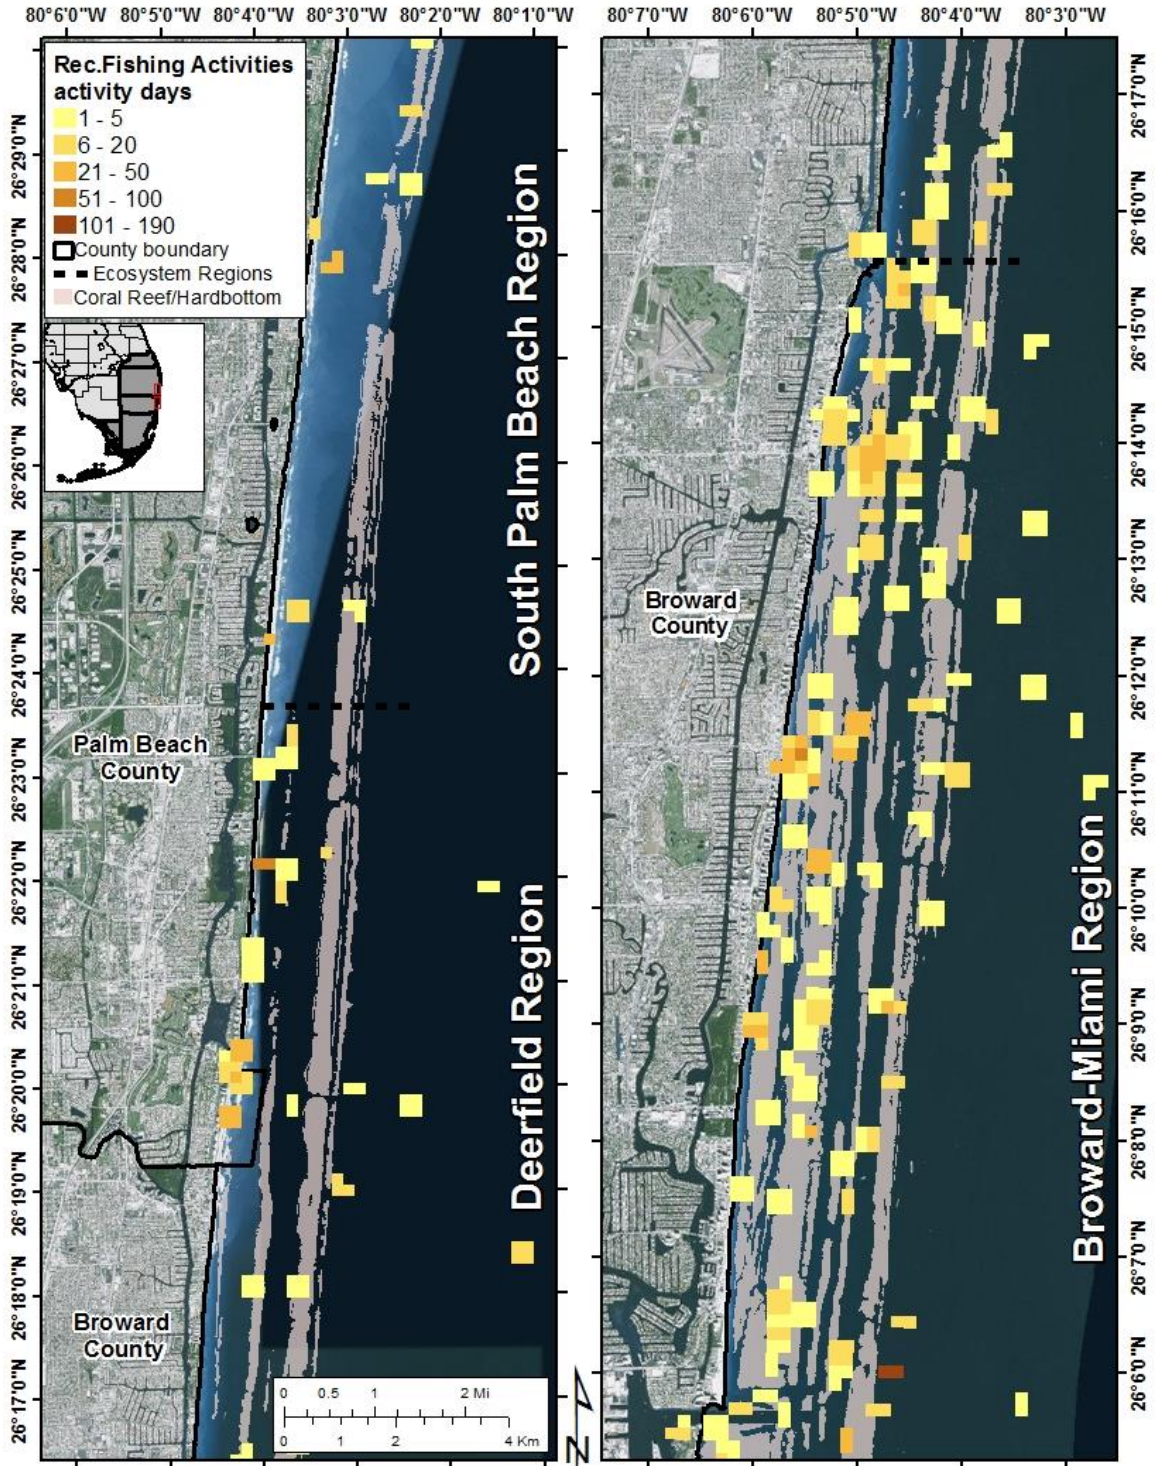 80°6'0"W 80°5'0"W 80°4'0"W 80°3'0"W 80°2'0"W 80°1'0"W
80°7'0"W 80°6'0"W 80°5'0"W 80°4'0"W 80°3'0"W
Rec.Fishing Activities
activity days
1 - 5
6 - 20
21 - 50
51 - 100
101 - 190
County boundary
Ecosystem Regions
Coral Reef/Hardbottom
26°29'0"N
26°28'0"N
26°27'0"N
26°26'0"N
26°25'0"N
26°24'0"N
26°23'0"N
26°22'0"N
26°21'0"N
26°20'0"N
26°19'0"N
26°18'0"N
26°17'0"N
South Palm Beach Region
Palm Beach
County
Deerfield Region
Broward
County
0 0.5 1 2 Mi
0 1 2 4 Km
N
Broward
County
Broward-Miami Region
26°17'0"N
26°16'0"N
26°15'0"N
26°14'0"N
26°13'0"N
26°12'0"N
26°11'0"N
26°10'0"N
26°9'0"N
26°8'0"N
26°7'0"N
26°6'0"N